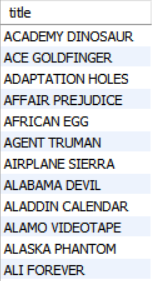 title
ACADEMY DINOSAUR
ACE GOLDFINGER
ADAPTATION HOLES
AFFAIR PREJUDICE
AFRICAN EGG
AGENT TRUMAN
AIRPLANE SIERRA
ALABAMA DEVIL
ALADDIN CALENDAR
ALAMO VIDEOTAPE
ALASKA PHANTOM
ALI FOREVER